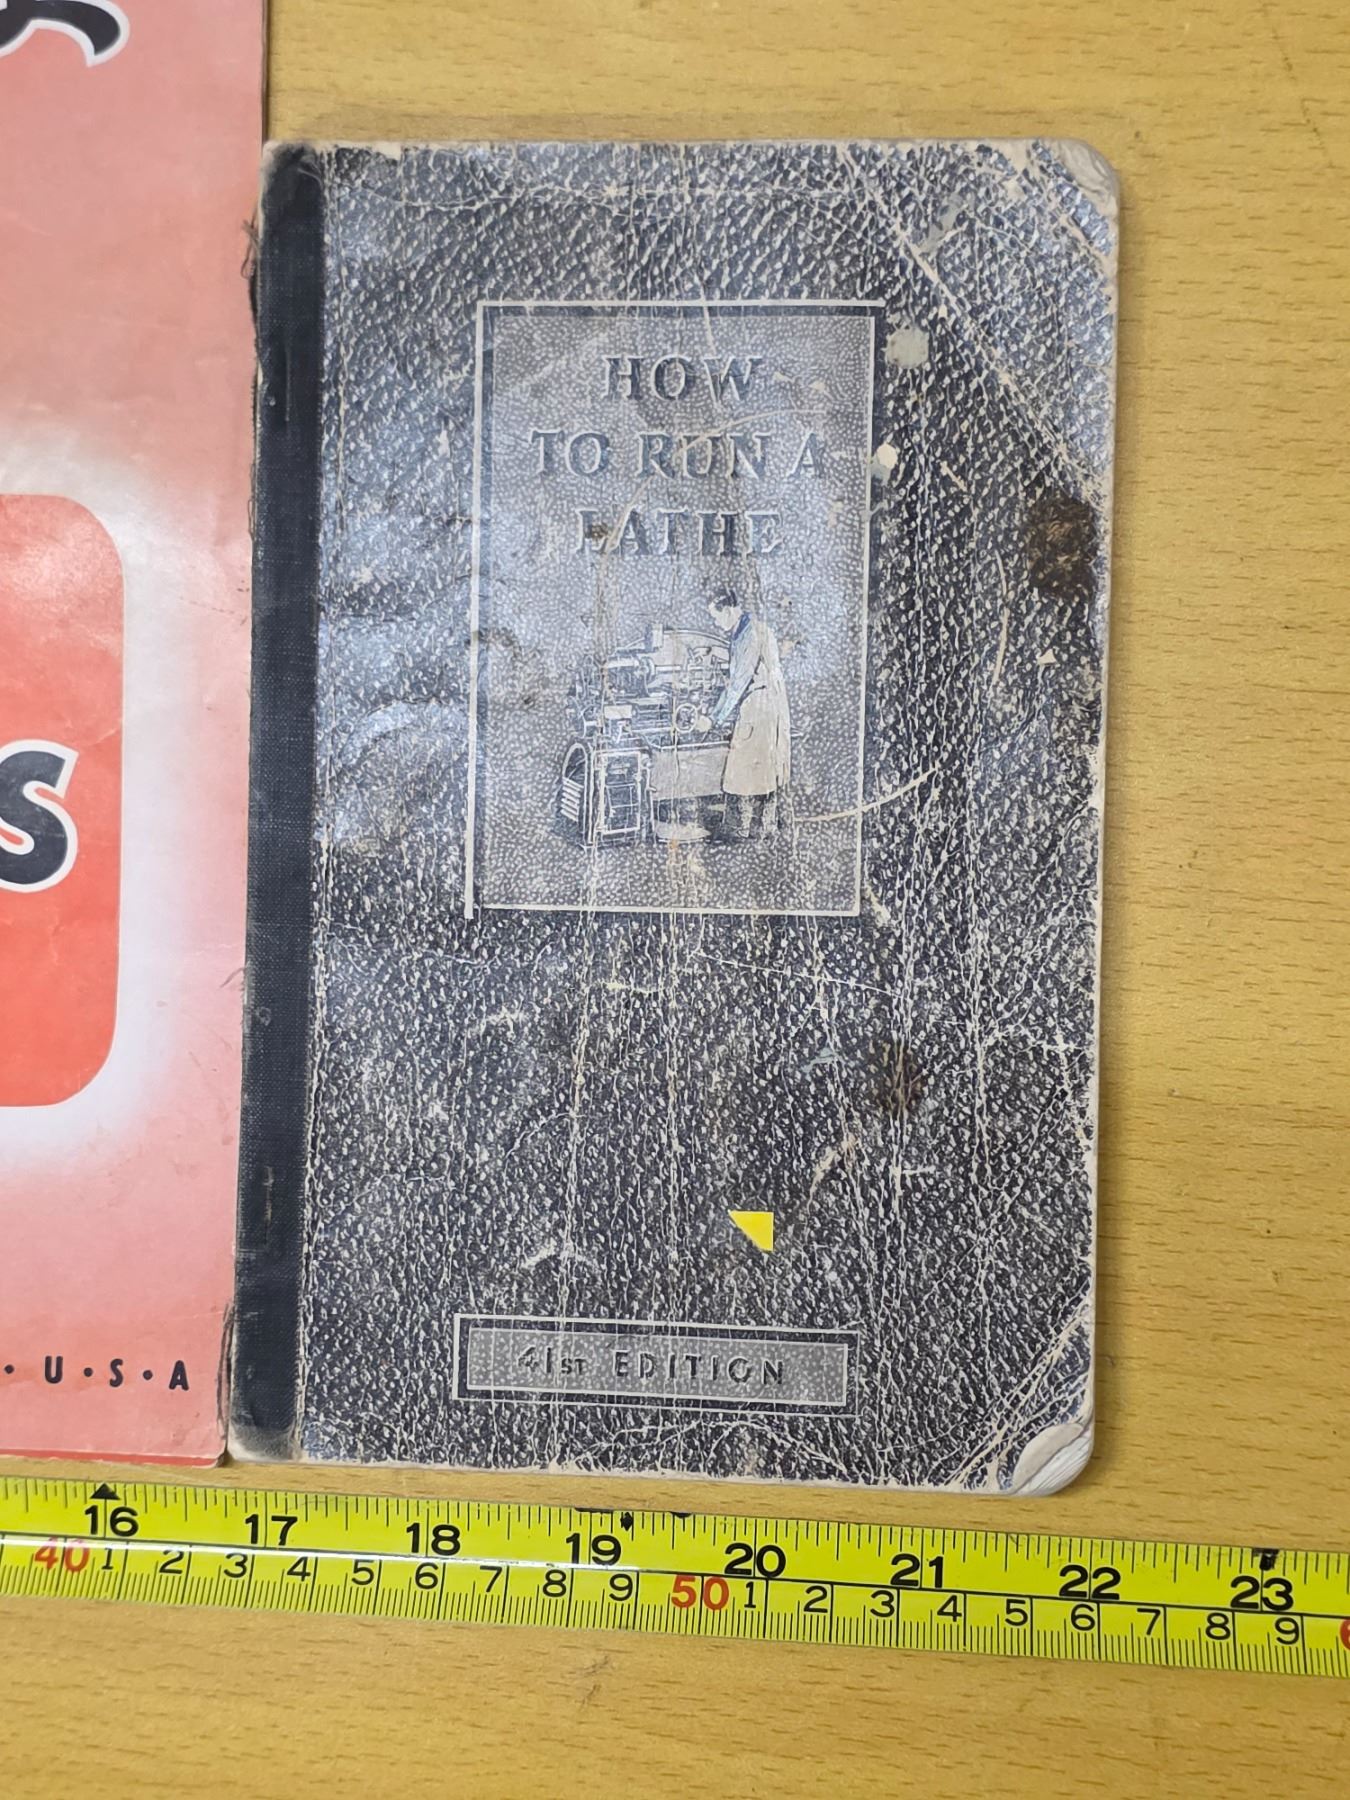 HOW
TO RUN A
LATHE
41ST EDITION
S
· U · S · A
16 17 18 19 20 21 22 23
40 1 2 3 4 5 6 7 8 9 50 1 2 3 4 5 6 7 8 9